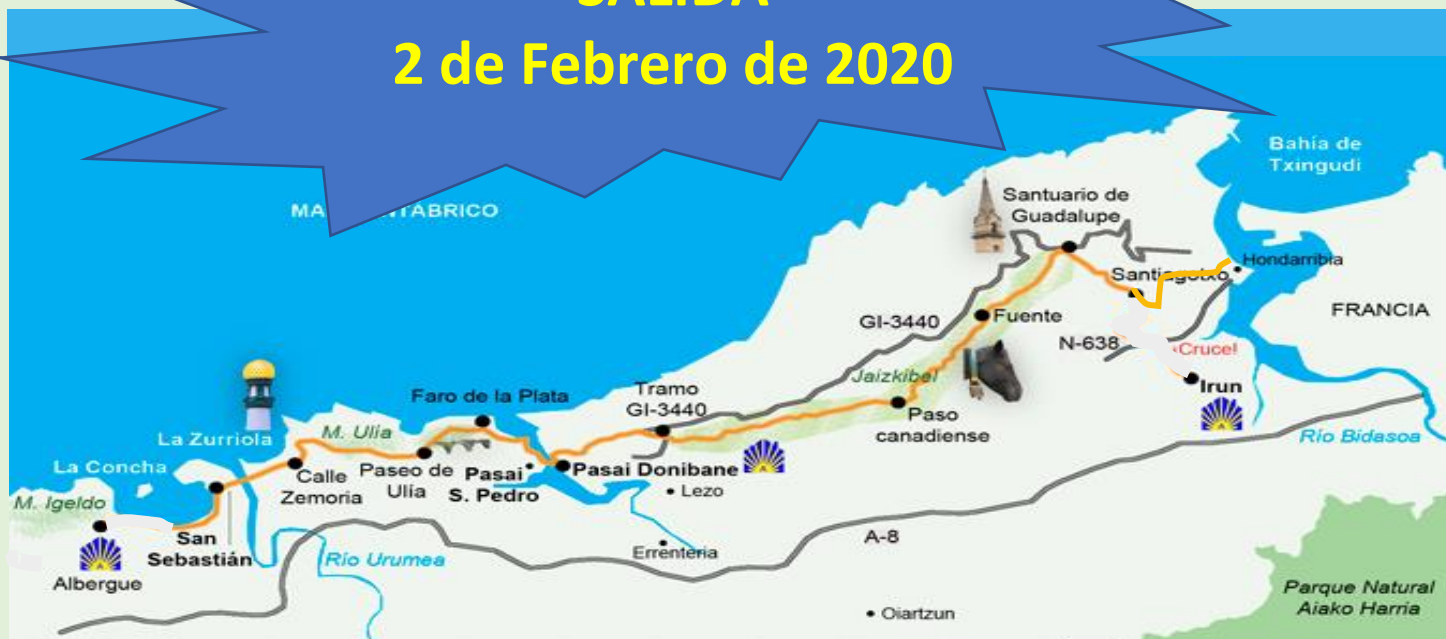 SALIDA
2 de Febrero de 2020
Bahía de
Txingudi
Santuario de
Guadalupe
Hondarribia
Santiagotxo
FRANCIA
Fuente
GI-3440
N-638
Crucel
Irun
Jaizkibel
Paso
canadiense
Tramo
GI-3440
Faro de la Plata
La Zurriola
M. Ulia
La Concha
Calle
Zemoria
Paseo de
Ulía
Pasai
S. Pedro
Pasai Donibane
Lezo
Río Bidasoa
M. Igeldo
San
Sebastián
Albergue
Río Urumea
Errenteria
A-8
Oiartzun
Parque Natural
Aiako Harria